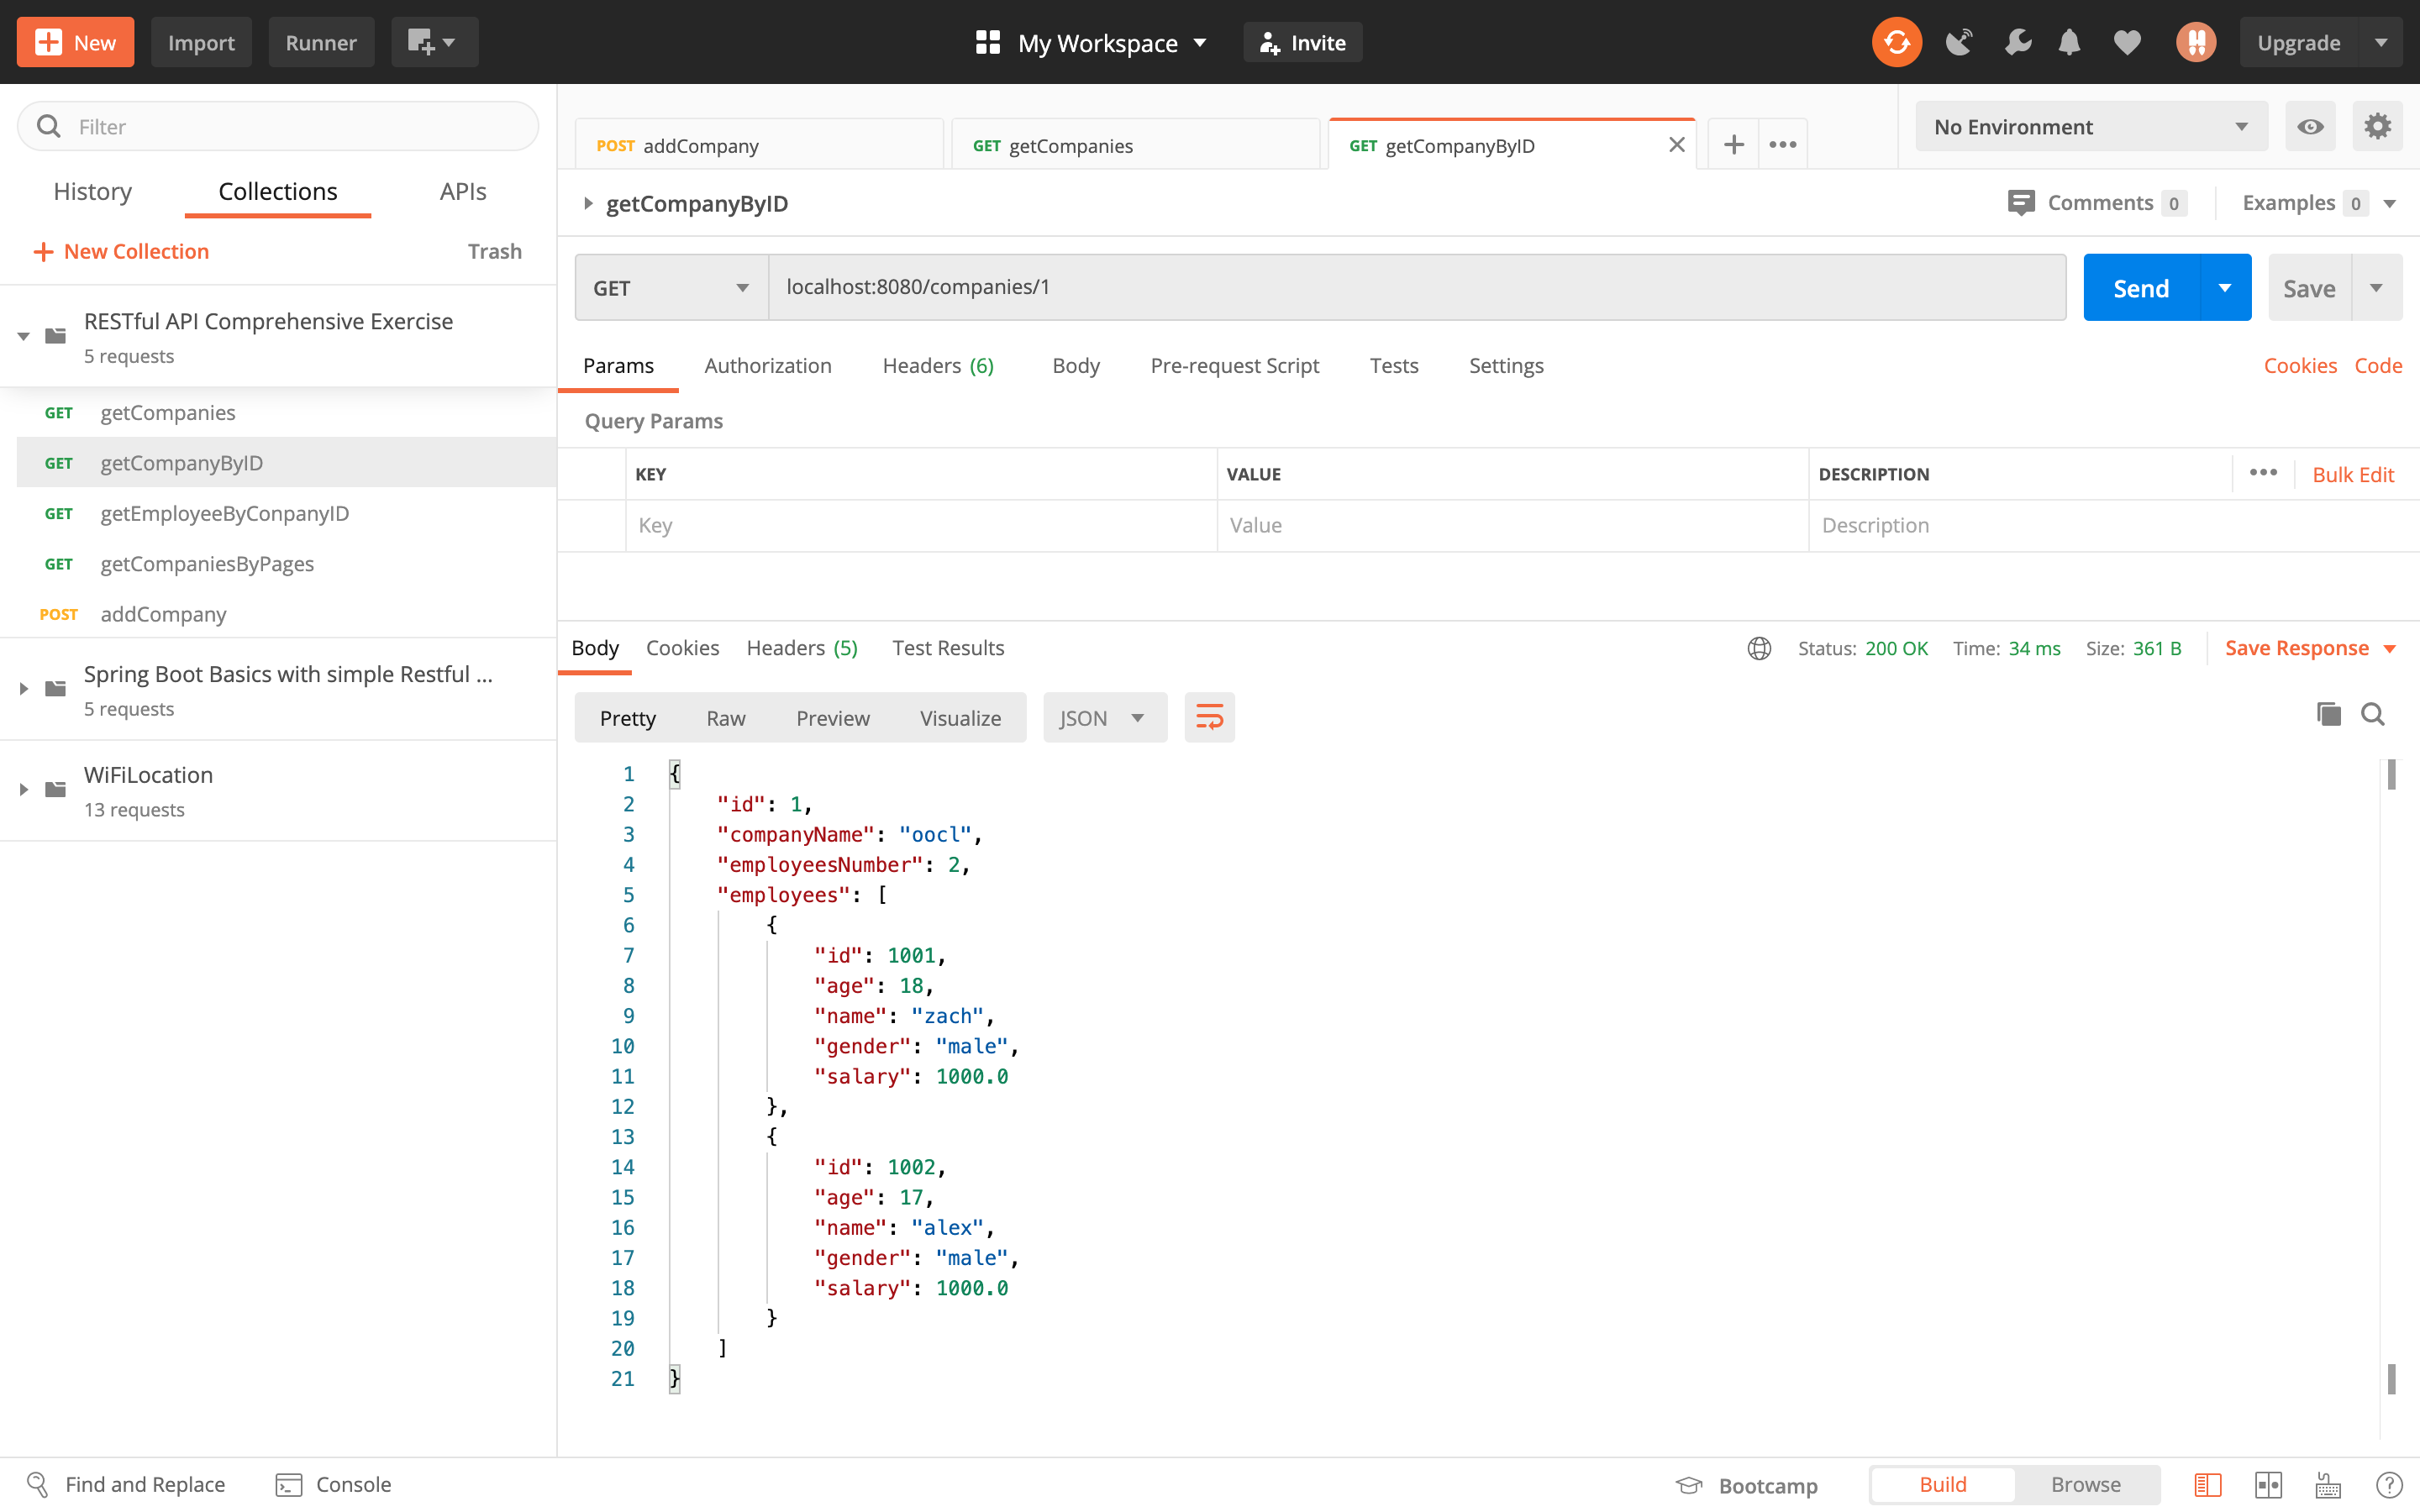 New Import Runner My Workspace Invite Upgrade
Filter
History Collections APIs
New Collection Trash
RESTful API Comprehensive Exercise
5 requests
GET getCompanies
GET getCompanyByID
GET getEmployeeByConpanyID
GET getCompaniesByPages
POST addCompany
Spring Boot Basics with simple Restful ...
5 requests
WiFiLocation
13 requests
POST addCompany GET getCompanies GET getCompanyByID
No Environment
getCompanyByID Comments 0 Examples 0
GET localhost:8080/companies/1 Send Save
Params Authorization Headers (6) Body Pre-request Script Tests Settings Cookies Code
Query Params
KEY VALUE DESCRIPTION Bulk Edit
Key Value Description
Body Cookies Headers (5) Test Results Status: 200 OK Time: 34 ms Size: 361 B Save Response
Pretty Raw Preview Visualize JSON
1 {
2 "id": 1,
3 "companyName": "oocl",
4 "employeesNumber": 2,
5 "employees": [
6 {
7 "id": 1001,
8 "age": 18,
9 "name": "zach",
10 "gender": "male",
11 "salary": 1000.0
12 },
13 {
14 "id": 1002,
15 "age": 17,
16 "name": "alex",
17 "gender": "male",
18 "salary": 1000.0
19 }
20 ]
21 }
Find and Replace Console Bootcamp Build Browse